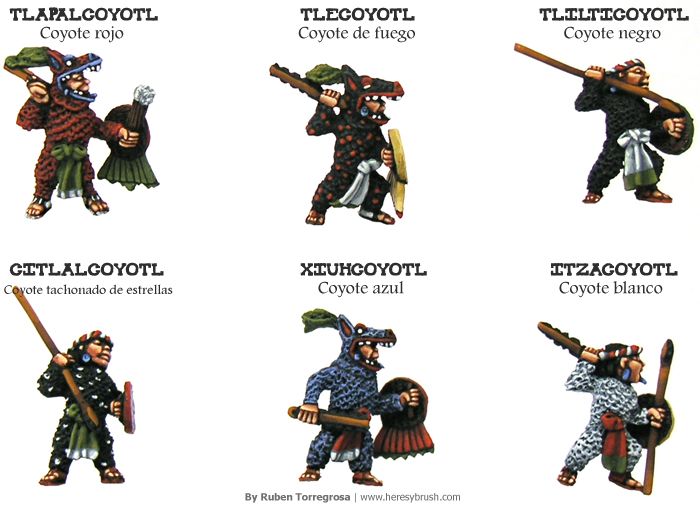 TLAPALCOYOTL
Coyote rojo
TLECOYOTL
Coyote de fuego
TLILTICOYOTL
Coyote negro
CITLALCOYOTL
Coyote tachonado de estrellas
XIUHCOYOTL
Coyote azul
ITZACOYOTL
Coyote blanco
By Ruben Torregrosa | www.heresybrush.com